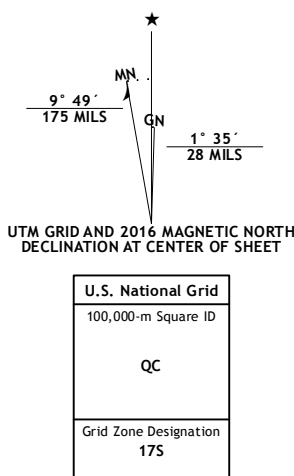 ★
MN
GN
9° 49´
175 MILS
1° 35´
28 MILS
UTM GRID AND 2016 MAGNETIC NORTH
DECLINATION AT CENTER OF SHEET
U.S. National Grid
100,000-m Square ID
QC
Grid Zone Designation
17S